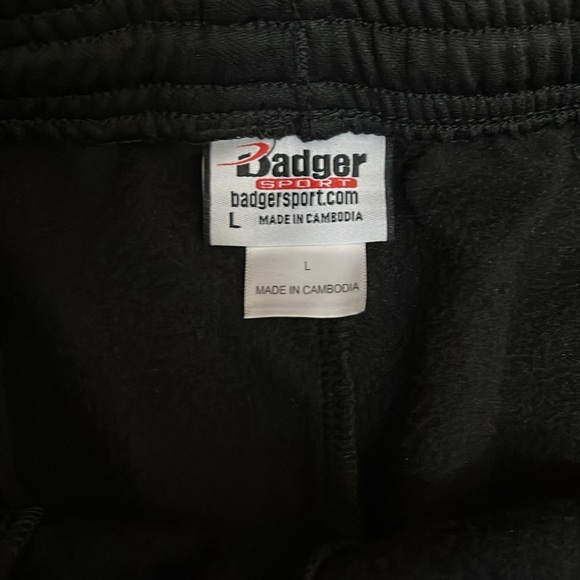 Badger
SPORT
badgersport.com
L MADE IN CAMBODIA
L
MADE IN CAMBODIA